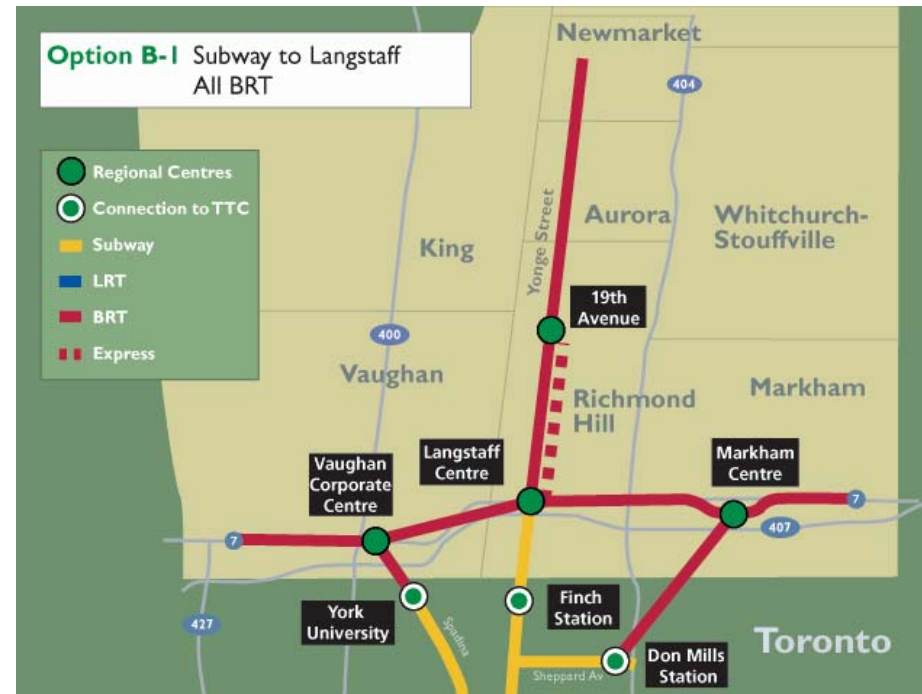 Option B-1 Subway to Langstaff
All BRT
Newmarket
404
Regional Centres
Connection to TTC
Subway
LRT
BRT
Express
Yonge Street
King
Aurora
Whitchurch-
Stouffville
19th
Avenue
400
Vaughan
Richmond
Hill
Markham
Langstaff
Centre
Vaughan
Corporate
Centre
Markham
Centre
7
7
407
427
York
University
Spadina
Finch
Station
Don Mills
Station
Sheppard Av
Toronto